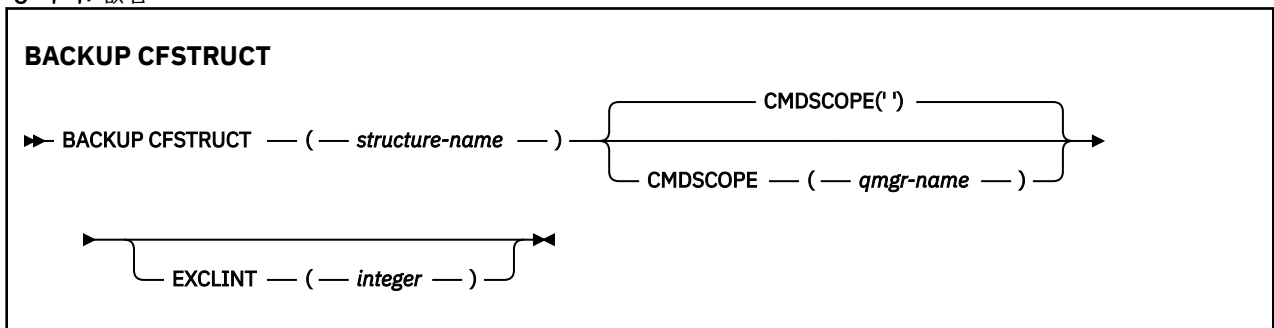 BACKUP CFSTRUCT
CMDSCOPE(' ')
BACKUP CFSTRUCT — ( — structure-name — )
CMDSCOPE — ( — qmgr-name — )
EXCLINT — ( — integer — )